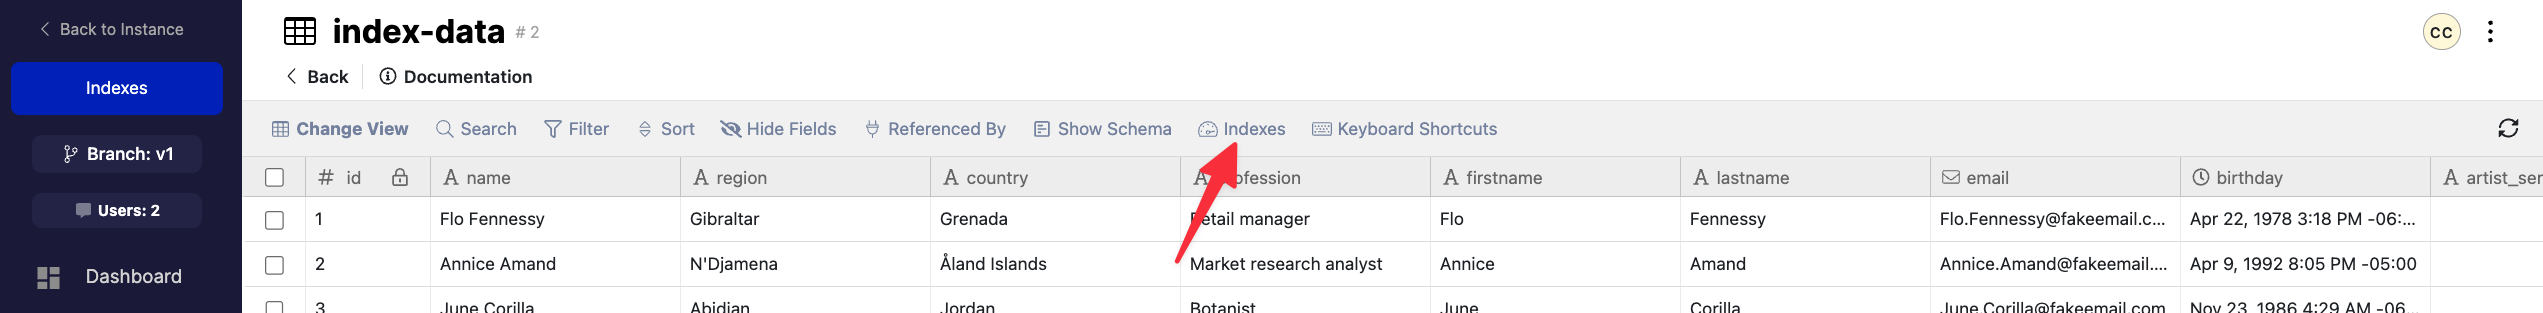 Back to Instance
Indexes
Branch: v1
Users: 2
Dashboard
index-data # 2
CC
Back Documentation
Change View Search Filter Sort Hide Fields Referenced By Show Schema Indexes Keyboard Shortcuts
# id A name A region A country A ofession A firstname A lastname email birthday A artist_ser
1 Flo Fennessy Gibraltar Grenada Retail manager Flo Fennessy Flo.Fennessy@fakeemail.c... Apr 22, 1978 3:18 PM -06:...
2 Annice Amand N'Djamena Åland Islands Market research analyst Annice Amand Annice.Amand@fakeemail.... Apr 9, 1992 8:05 PM -05:00
3 June Corilla Abidjan Jordan Botanist June Corilla June.Corilla@fakeemail.com Nov 23, 1986 4:29 AM -06...